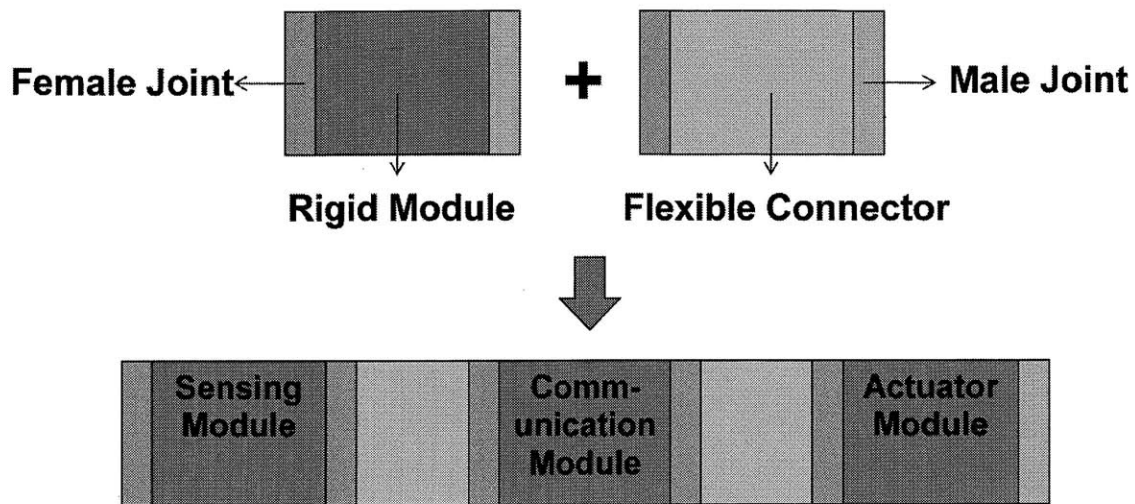 Female Joint
+
Male Joint
Rigid Module
Flexible Connector
Sensing
Module
Comm-
unication
Module
Actuator
Module